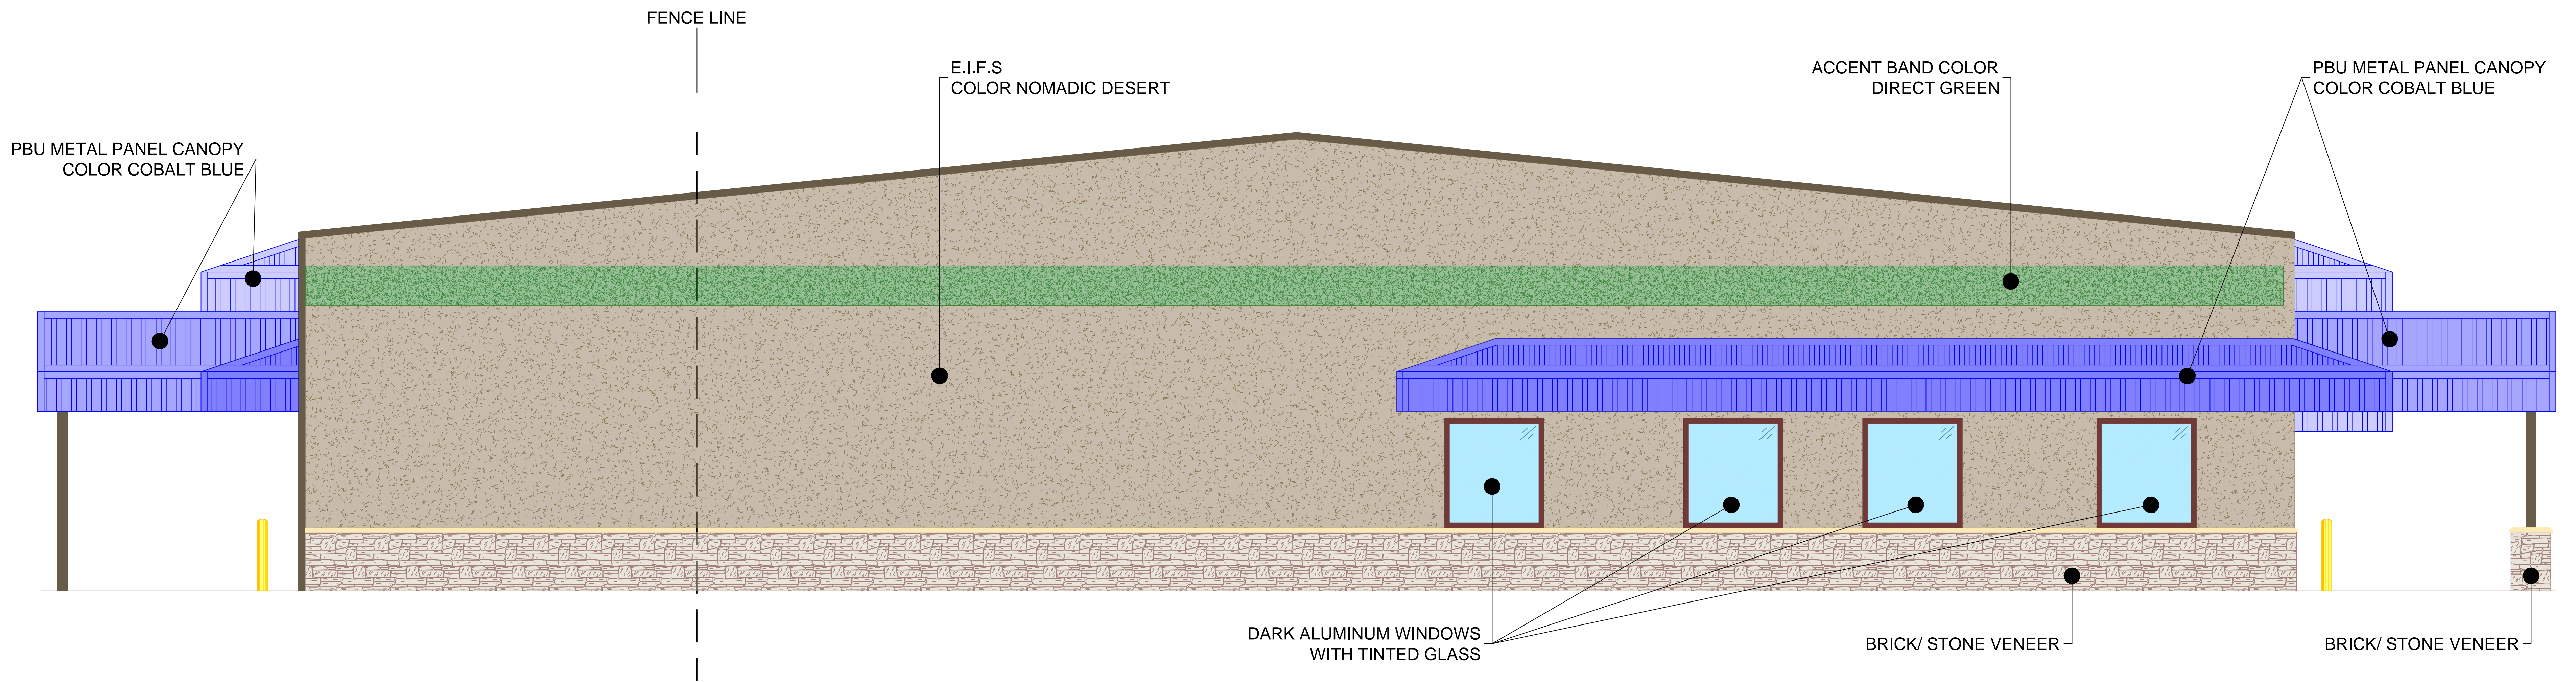 FENCE LINE
E.I.F.S
COLOR NOMADIC DESERT
ACCENT BAND COLOR
DIRECT GREEN
PBU METAL PANEL CANOPY
COLOR COBALT BLUE
PBU METAL PANEL CANOPY
COLOR COBALT BLUE
DARK ALUMINUM WINDOWS
WITH TINTED GLASS
BRICK/ STONE VENEER
BRICK/ STONE VENEER